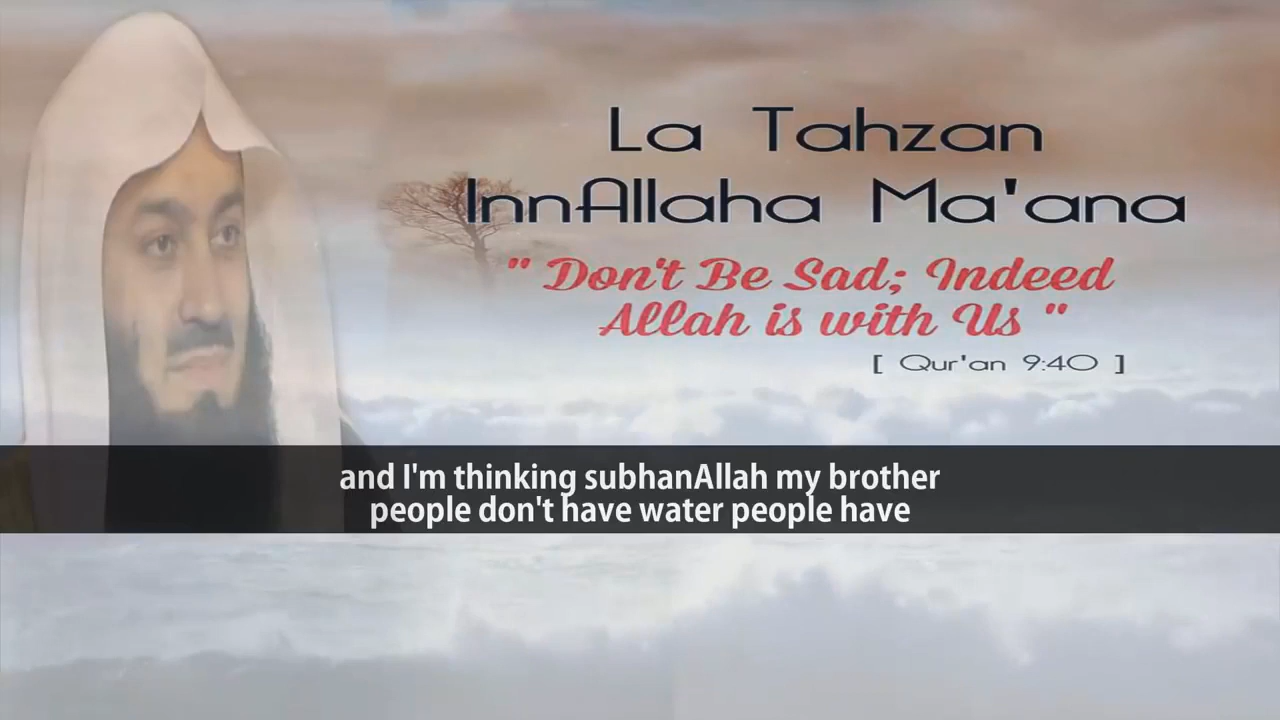 La Tahzan
InnAllaha Ma'ana
" Don't Be Sad; Indeed
Allah is with Us "
[ Qur'an 9:40 ]
and I'm thinking subhanAllah my brother
people don't have water people have